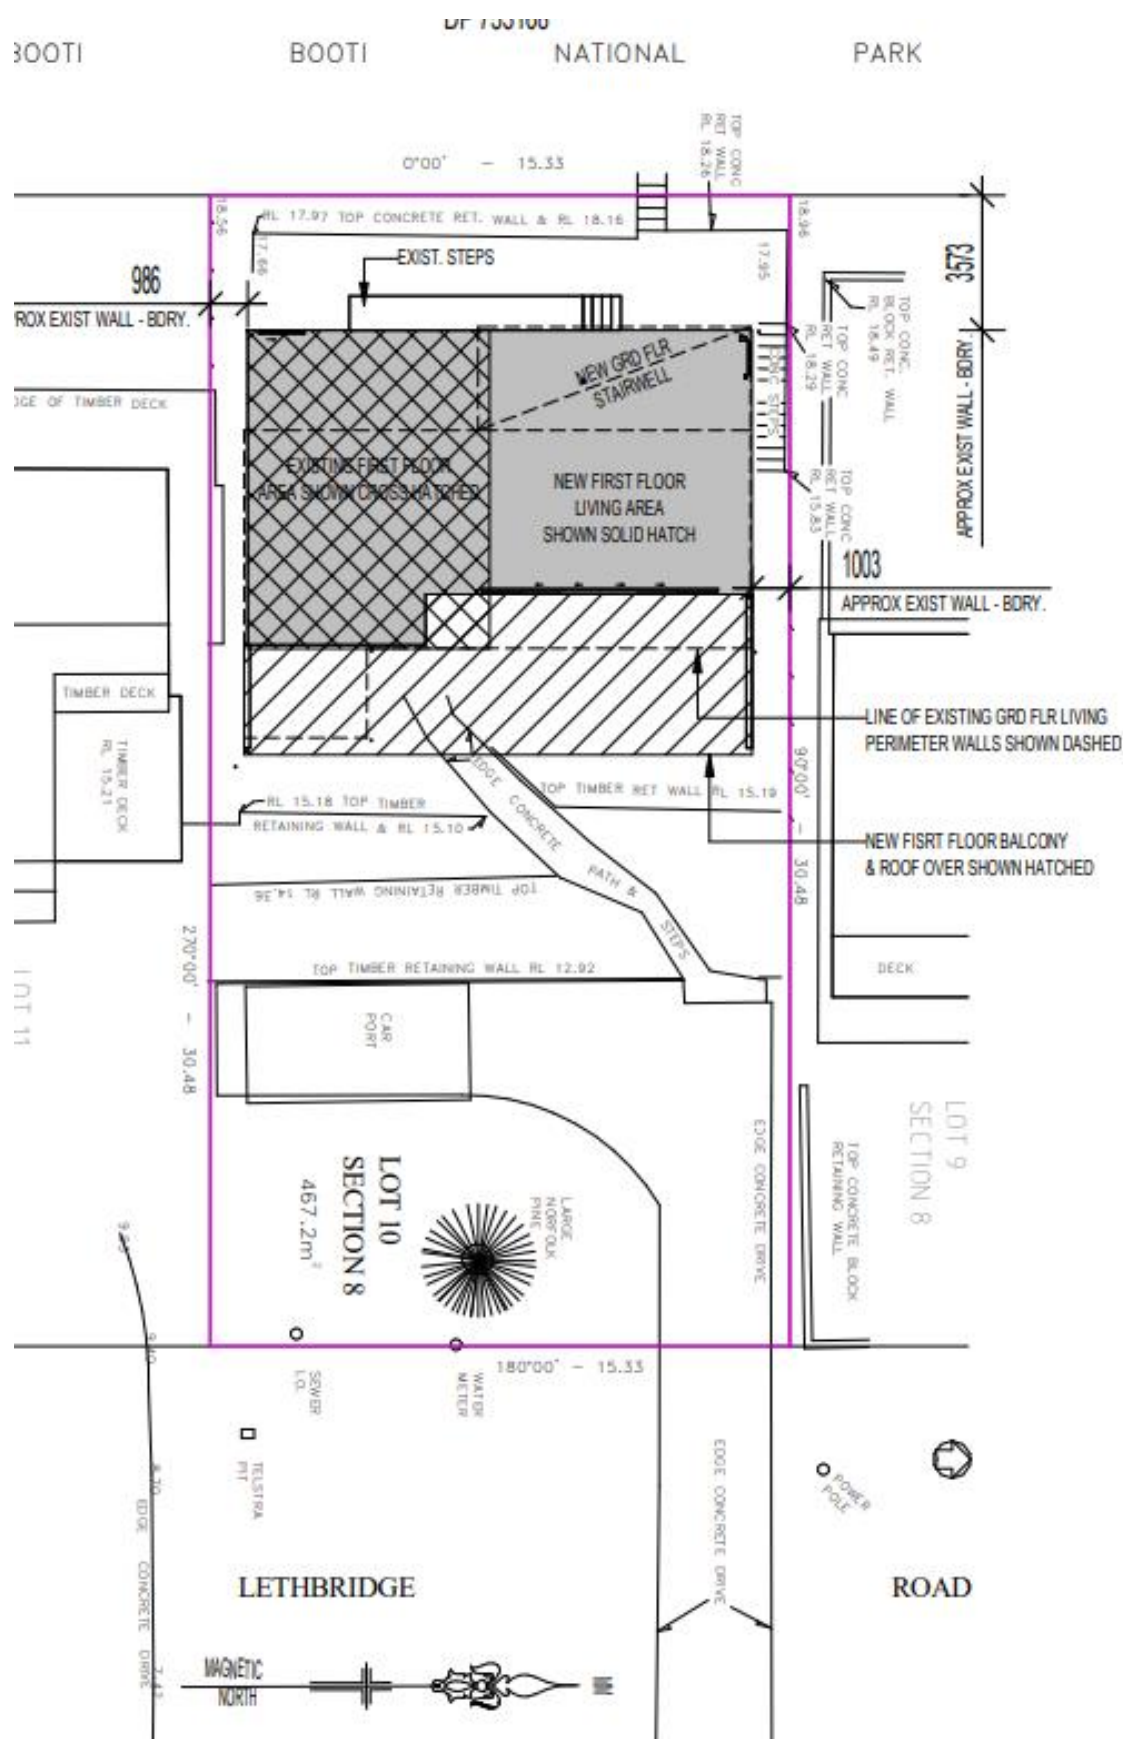 BOOTI BOOTI NATIONAL PARK
0°00' - 15.33
TOP CONC
RET WALL
RL 18.26
18.56
18.96
RL 17.97 TOP CONCRETE RET. WALL & RL 18.16
17.66
17.95
EXIST. STEPS
986
EXIST WALL - BDRY.
3573
APPROX EXIST WALL - BDRY.
TOP CONC.
BLOCK RET. WALL
RL 18.49
TOP CONC
RET WALL
RL 18.29
CONC STEPS
NEW GRD FLR
STAIRWELL
OF TIMBER DECK
EXISTING FIRST FLOOR
AREA SHOWN CROSS HATCHED
NEW FIRST FLOOR
LIVING AREA
SHOWN SOLID HATCH
TOP CONC
RET WALL
RL 15.83
1003
APPROX EXIST WALL - BDRY.
TIMBER DECK
TIMBER DECK
RL 15.21
LINE OF EXISTING GRD FLR LIVING
PERIMETER WALLS SHOWN DASHED
EDGE CONCRETE PATH & STEPS
TOP TIMBER RET WALL RL 15.19
RL 15.18 TOP TIMBER
RETAINING WALL & RL 15.10
90°00' - 30.48
NEW FISRT FLOOR BALCONY
& ROOF OVER SHOWN HATCHED
TOP TIMBER RETAINING WALL RL 14.36
270°00' - 30.48
TOP TIMBER RETAINING WALL RL 12.92
DECK
LOT 11
CAR
PORT
LOT 9
SECTION 8
EDGE CONCRETE DRIVE
TOP CONCRETE BLOCK
RETAINING WALL
LOT 10
SECTION 8
467.2m²
LARGE
NORFOLK
PINE
9.40
180°00' - 15.33
SEWER
I.O.
WATER
METER
8.70
TELSTRA
PIT
EDGE CONCRETE DRIVE
EDGE CONCRETE DRIVE
POWER
POLE
LETHBRIDGE ROAD
MAGNETIC
NORTH